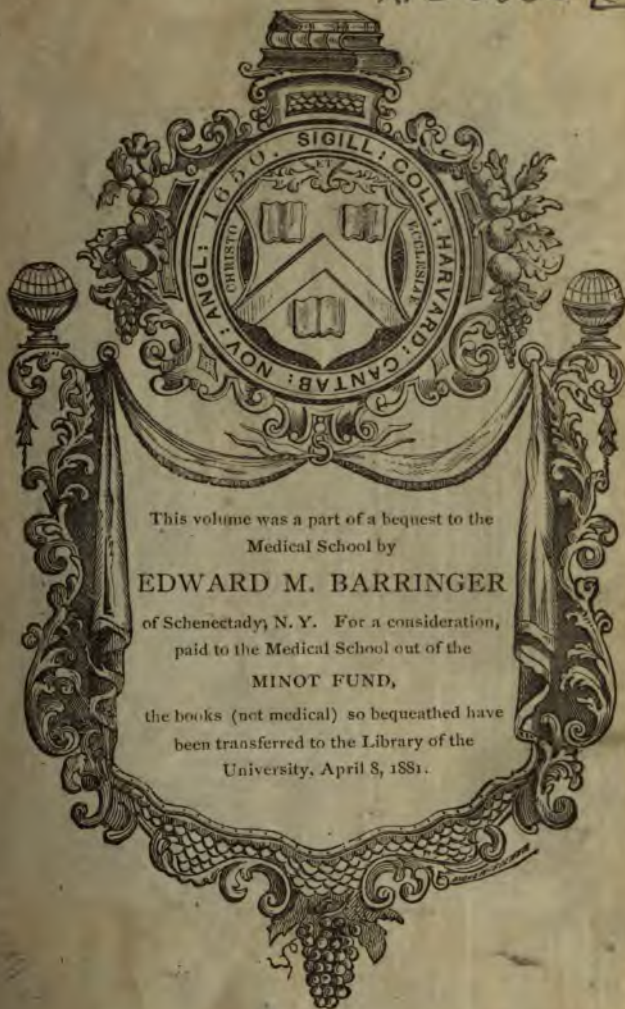 SIGILL: COLL: HARVARD: CANTAB: NOV: ANGL: 1650.
ET
CHRISTO
ECCLESIAE
This volume was a part of a bequest to the
Medical School by
EDWARD M. BARRINGER
of Schenectady, N. Y. For a consideration,
paid to the Medical School out of the
MINOT FUND,
the books (not medical) so bequeathed have
been transferred to the Library of the
University, April 8, 1881.